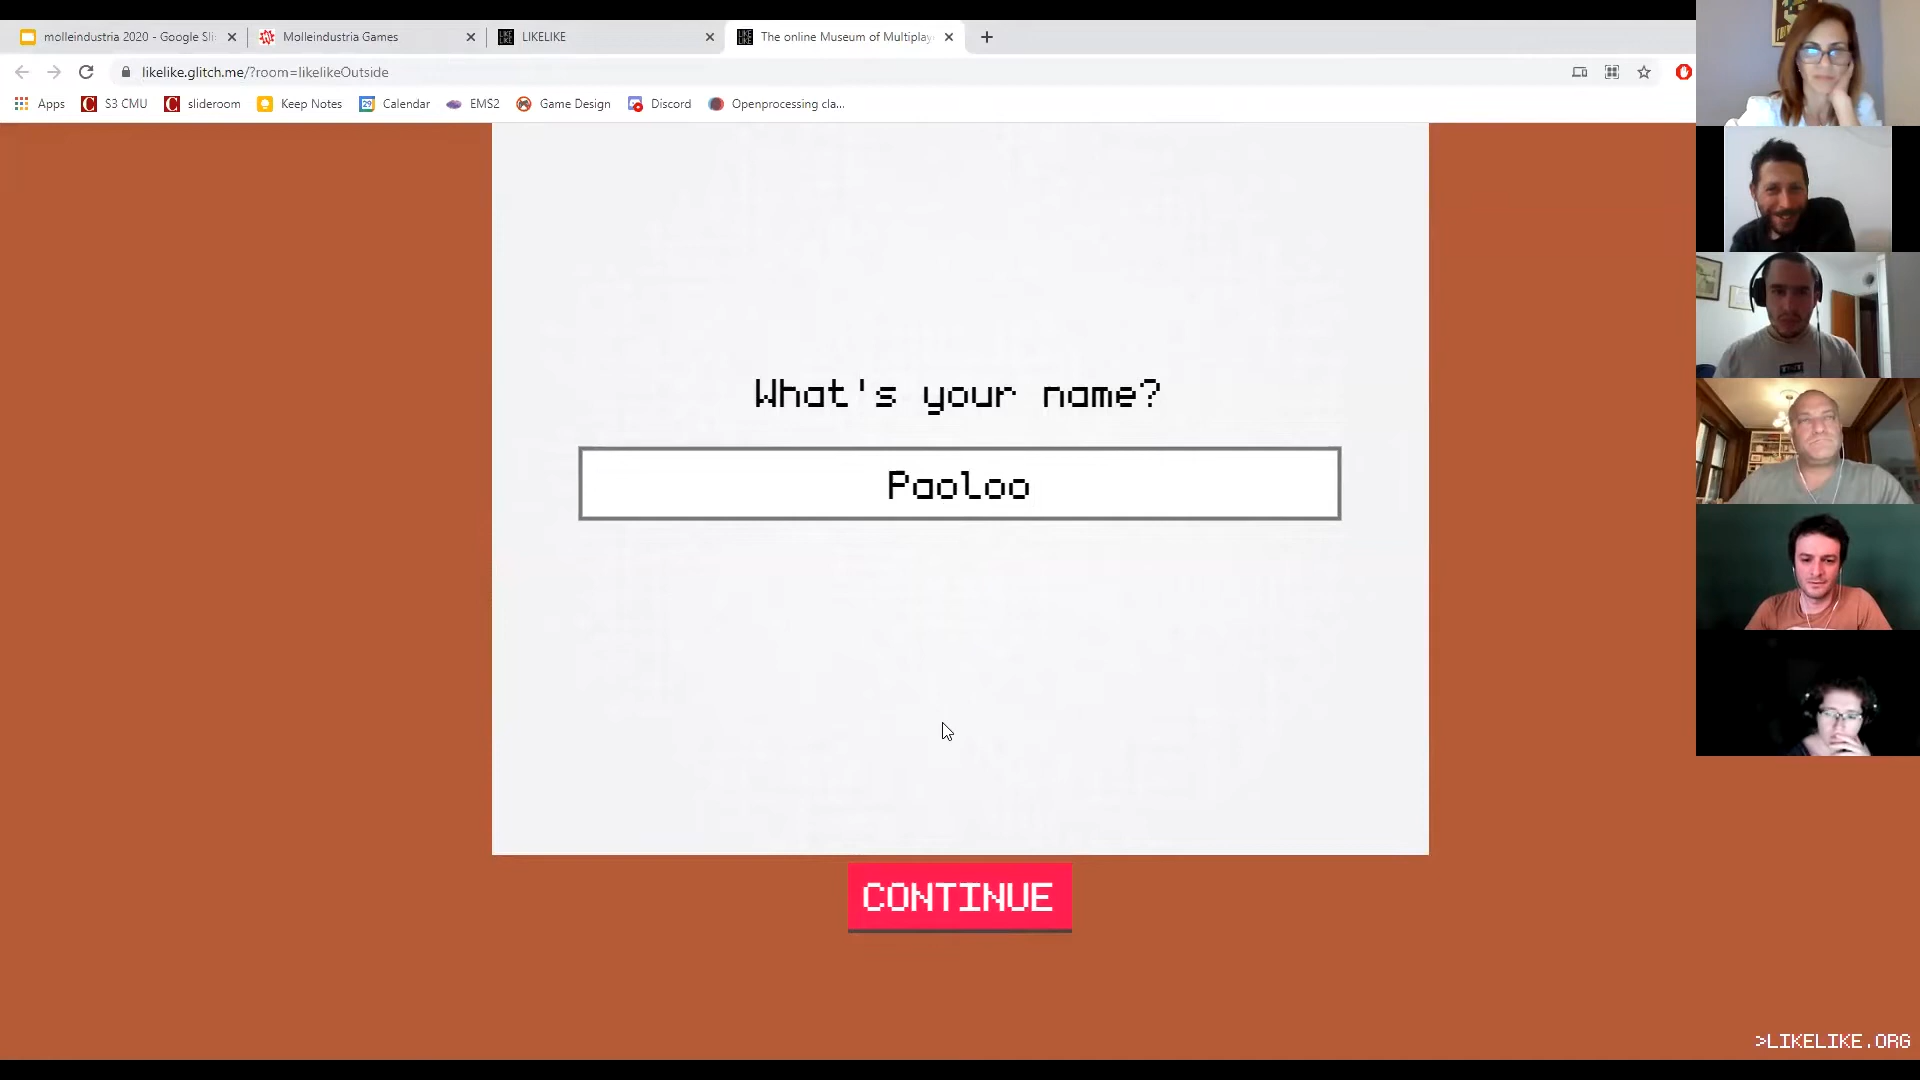 molleindustria 2020 - Google Sli
Molleindustria Games
LIKELIKE
The online Museum of Multiplay
likelike.glitch.me/?room=likelikeOutside
Apps
S3 CMU
slideroom
Keep Notes
Calendar
EMS2
Game Design
Discord
Openprocessing cla...
What's your name?
Paoloo
CONTINUE
>LIKELIKE.ORG